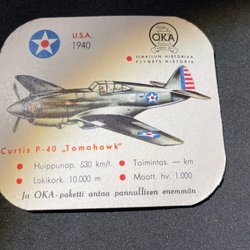 U.S.A.
1940
OKA
ILMAILUN HISTORIAA
FLYGETS HISTORIA
Curtis P-40 „Tomahawk"
Huippunop. 530 km/t.
Toimintas. — km
Lakikork. 10.000 m
Maatt. hv. 1.000
Ja OKA-paketti antaa pannullisen enemmän